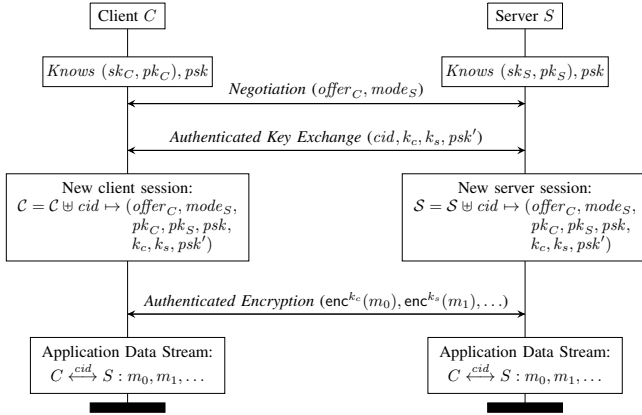 Client C Server S
Knows (sk_C, pk_C), psk Knows (sk_S, pk_S), psk
Negotiation (offer_C, mode_S)
Authenticated Key Exchange (cid, k_c, k_s, psk′)
New client session:
𝒞 = 𝒞 ⊎ cid ↦ (offer_C, mode_S,
pk_C, pk_S, psk,
k_c, k_s, psk′)
New server session:
𝒮 = 𝒮 ⊎ cid ↦ (offer_C, mode_S,
pk_C, pk_S, psk,
k_c, k_s, psk′)
Authenticated Encryption (enc^{k_c}(m_0), enc^{k_s}(m_1), . . .)
Application Data Stream:
C ⟷^{cid} S : m_0, m_1, . . .
Application Data Stream:
C ⟷^{cid} S : m_0, m_1, . . .